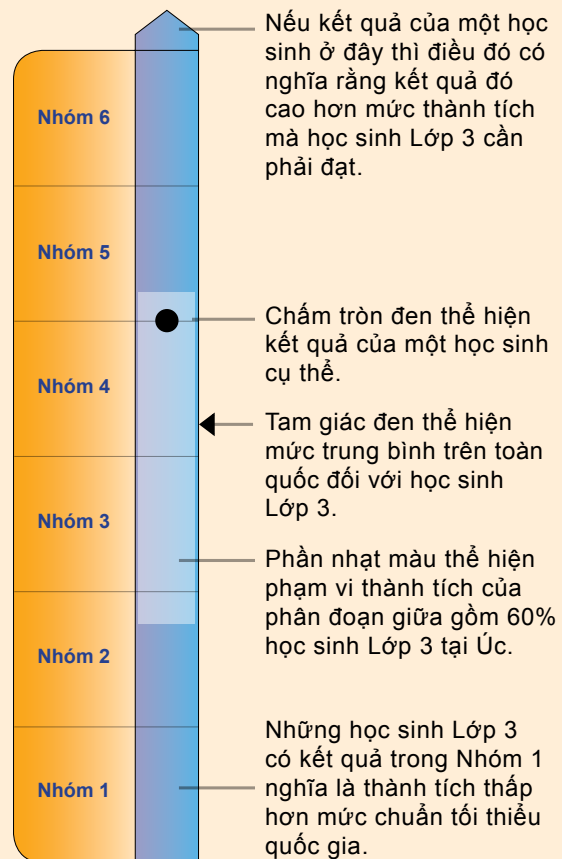 Nếu kết quả của một học
sinh ở đây thì điều đó có
nghĩa rằng kết quả đó
cao hơn mức thành tích
mà học sinh Lớp 3 cần
phải đạt.
Nhóm 6
Nhóm 5
Chấm tròn đen thể hiện
kết quả của một học sinh
cụ thể.
Nhóm 4
Tam giác đen thể hiện
mức trung bình trên toàn
quốc đối với học sinh
Lớp 3.
Nhóm 3
Phần nhạt màu thể hiện
phạm vi thành tích của
phân đoạn giữa gồm 60%
học sinh Lớp 3 tại Úc.
Nhóm 2
Những học sinh Lớp 3
có kết quả trong Nhóm 1
nghĩa là thành tích thấp
hơn mức chuẩn tối thiểu
quốc gia.
Nhóm 1